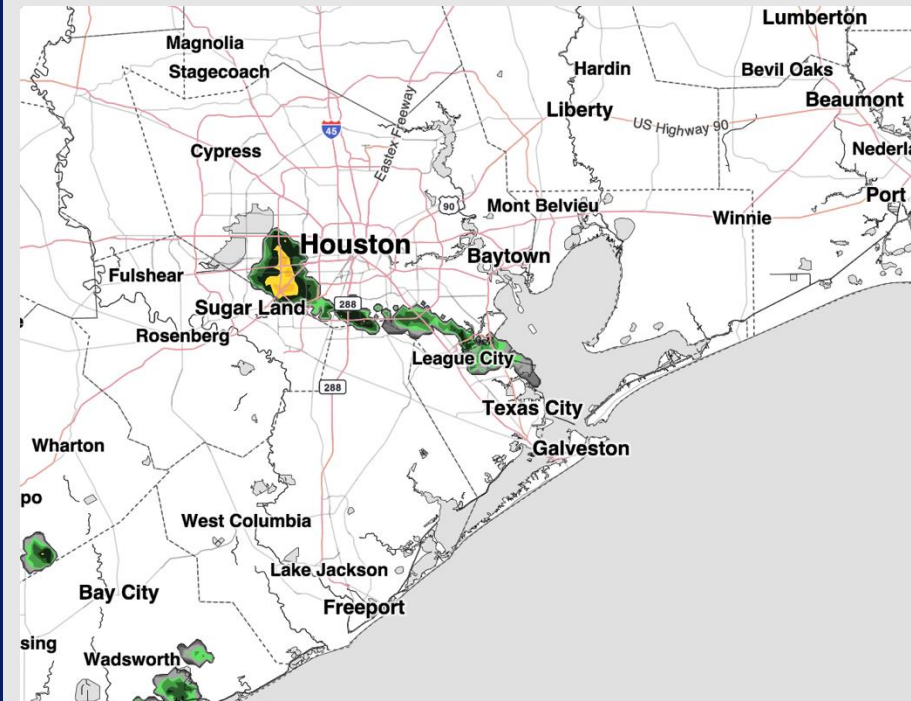 Lumberton
Magnolia
Stagecoach
Hardin
Bevil Oaks
Beaumont
45
Eastex Freeway
Liberty
US Highway 90
Cypress
Nederla
90
Mont Belvieu
Port
Winnie
Houston
Baytown
Fulshear
Sugar Land
288
Rosenberg
e
League City
288
Texas City
Wharton
Galveston
po
West Columbia
Lake Jackson
Bay City
Freeport
sing
Wadsworth